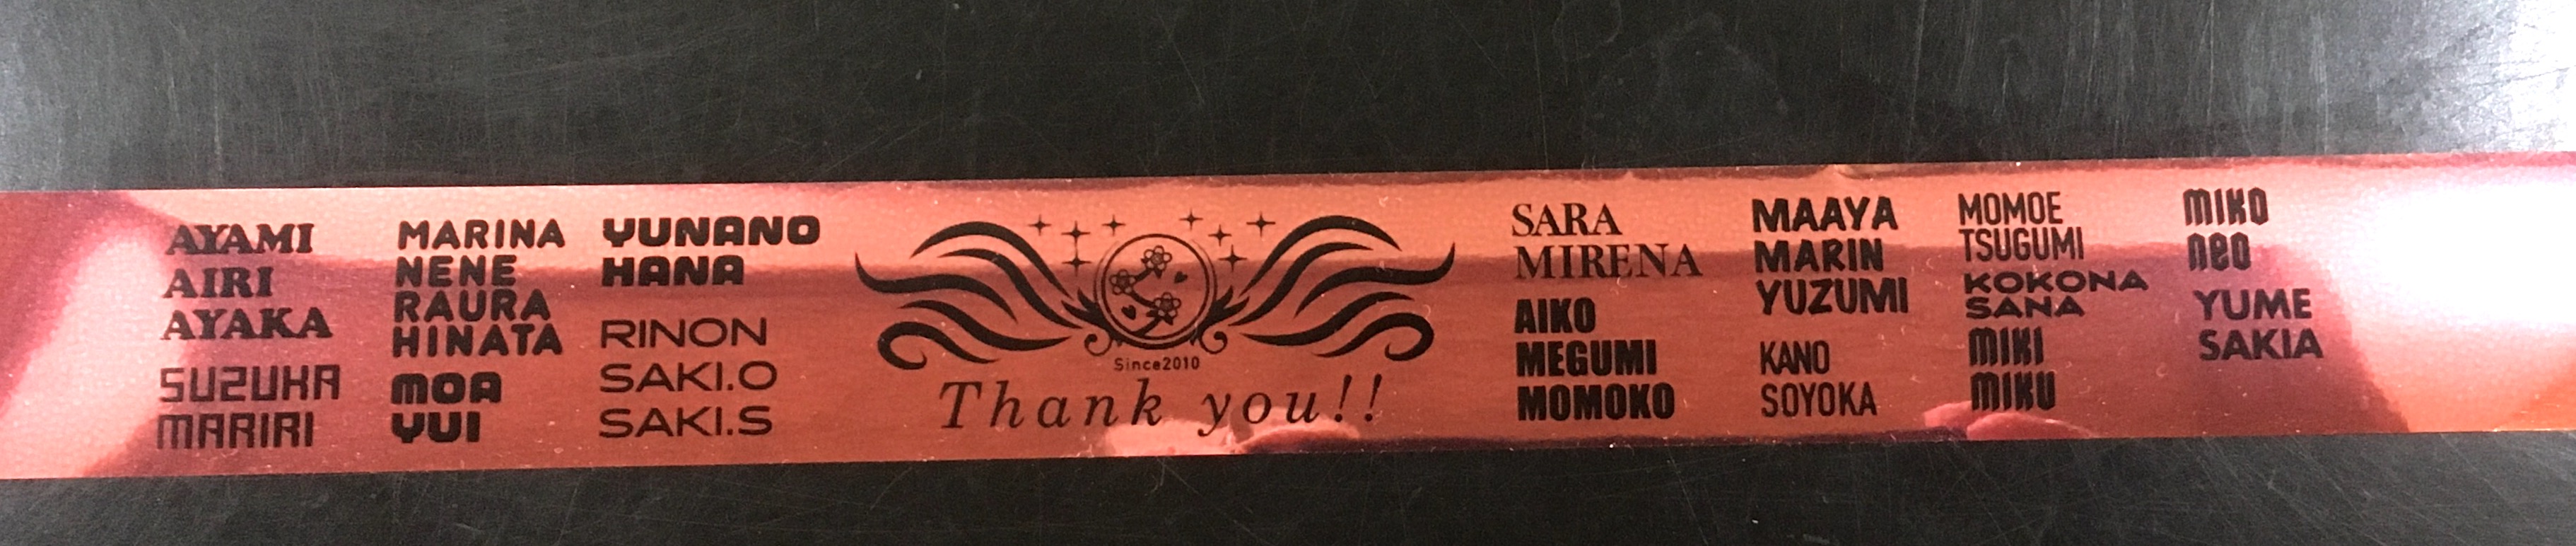 AYAMI
AIRI
AYAKA
SUZUKA
MARIRI
MARINA
NENE
RAURA
HINATA
MOA
YUI
YUNANO
HANA
RINON
SAKI.O
SAKI.S
Since2010
Thank you!!
SARA
MIRENA
AIKO
MEGUMI
MOMOKO
MAAYA
MARIN
YUZUMI
KANO
SOYOKA
MOMOE
TSUGUMI
KOKONA
SANA
MIKI
MIKU
MIKO
neo
YUME
SAKIA